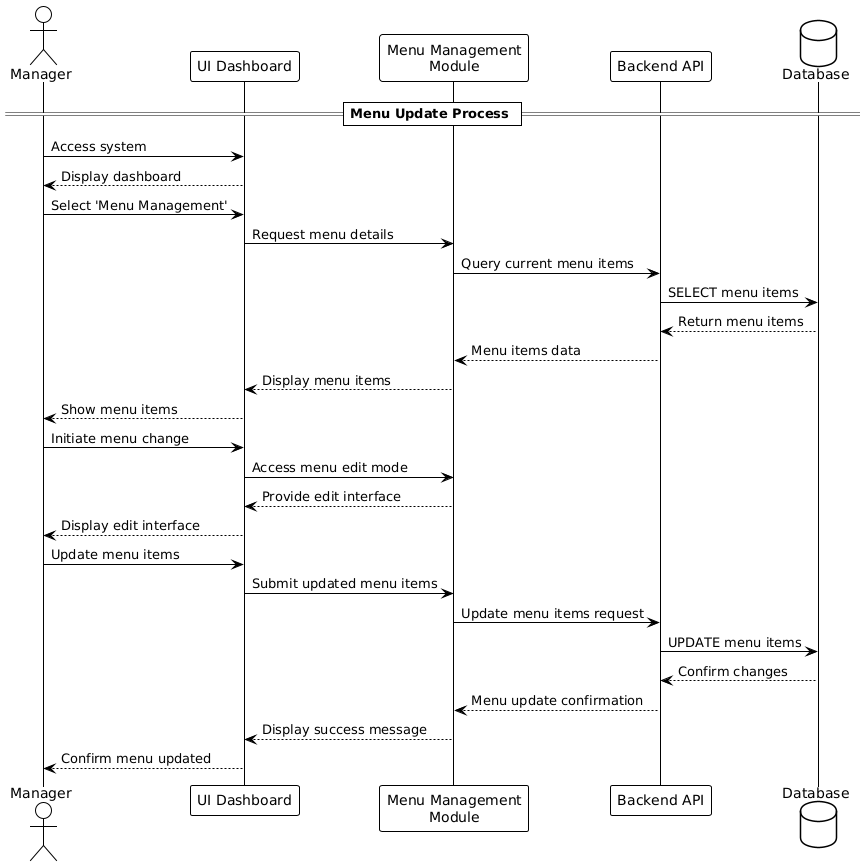 Manager
UI Dashboard
Menu Management
Module
Backend API
Database
Menu Update Process
Access system
Display dashboard
Select 'Menu Management'
Request menu details
Query current menu items
SELECT menu items
Return menu items
Menu items data
Display menu items
Show menu items
Initiate menu change
Access menu edit mode
Provide edit interface
Display edit interface
Update menu items
Submit updated menu items
Update menu items request
UPDATE menu items
Confirm changes
Menu update confirmation
Display success message
Confirm menu updated
Manager
UI Dashboard
Menu Management
Module
Backend API
Database